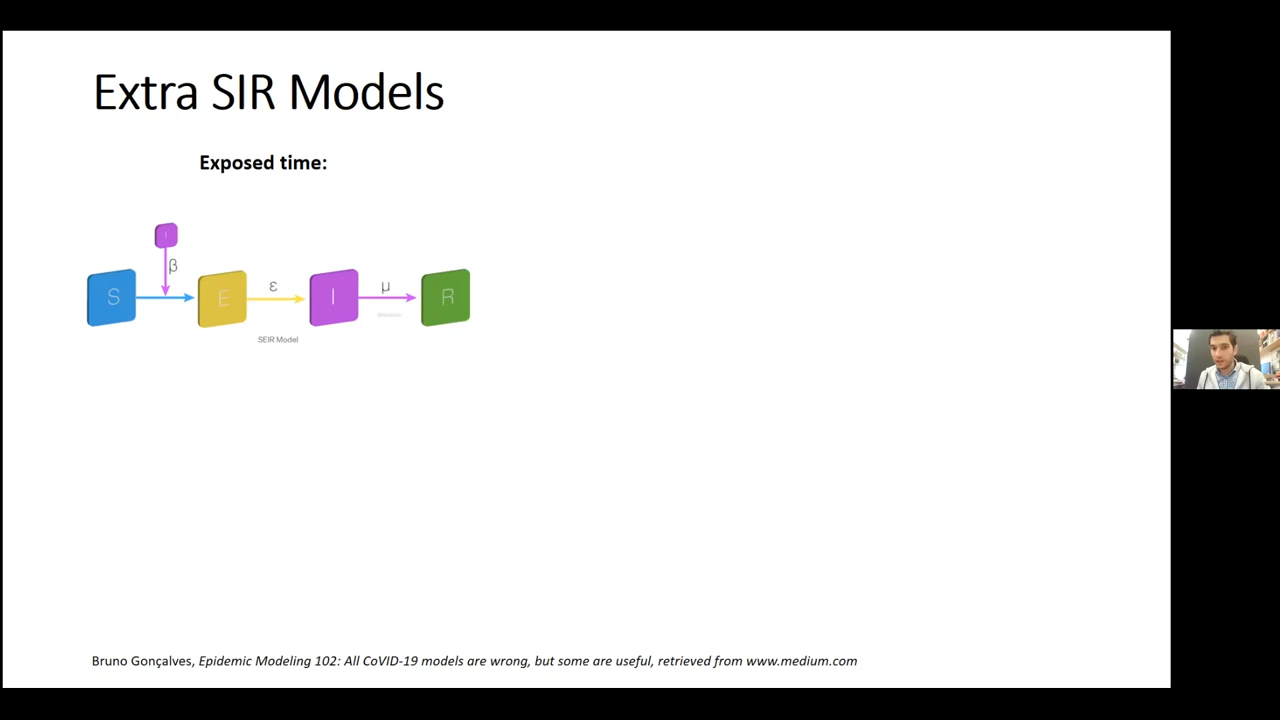 Extra SIR Models
Exposed time:
I
β
S
E
ε
I
μ
R
SEIR Model
Bruno Gonçalves, Epidemic Modeling 102: All CoVID-19 models are wrong, but some are useful, retrieved from www.medium.com